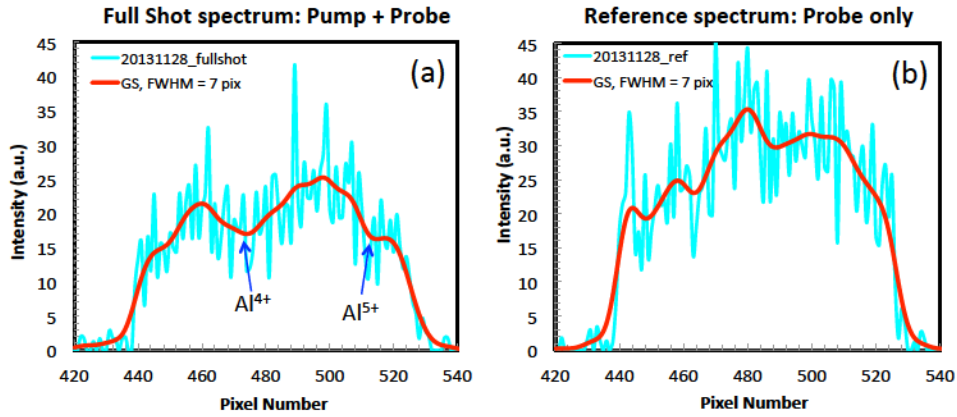 Full Shot spectrum: Pump + Probe
45
40
35
30
25
20
15
10
5
0
Intensity (a.u.)
20131128_fullshot
GS, FWHM = 7 pix
(a)
Al4+
Al5+
420 440 460 480 500 520 540
Pixel Number
Reference spectrum: Probe only
45
40
35
30
25
20
15
10
5
0
Intensity (a.u.)
20131128_ref
GS, FWHM = 7 pix
(b)
420 440 460 480 500 520 540
Pixel Number